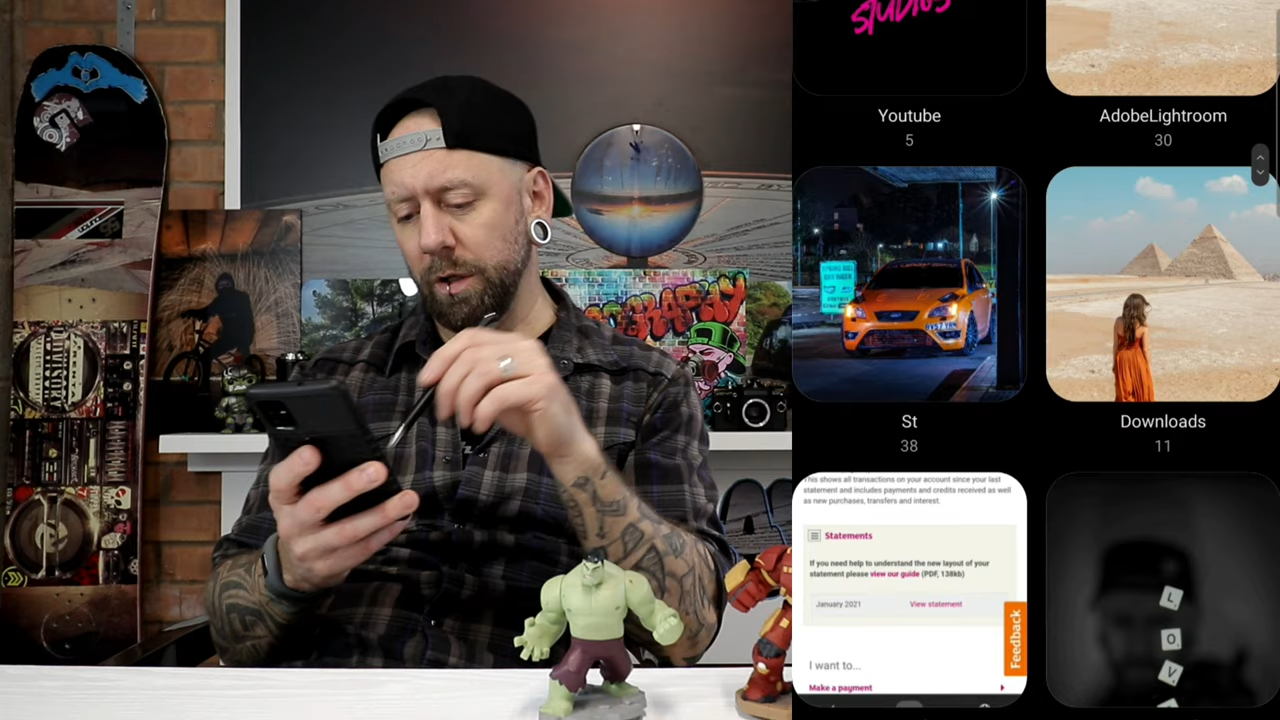 STUDIOS
Youtube
5
AdobeLightroom
30
St
38
Downloads
11
This shows all transactions on your account since your last
statement and includes payments and credits received as well
as new purchases, transfers and interest.
Statements
If you need help to understand the new layout of your
statement please view our guide (PDF, 138kb)
January 2021
View statement
Feedback
I want to...
Make a payment
L
O
V